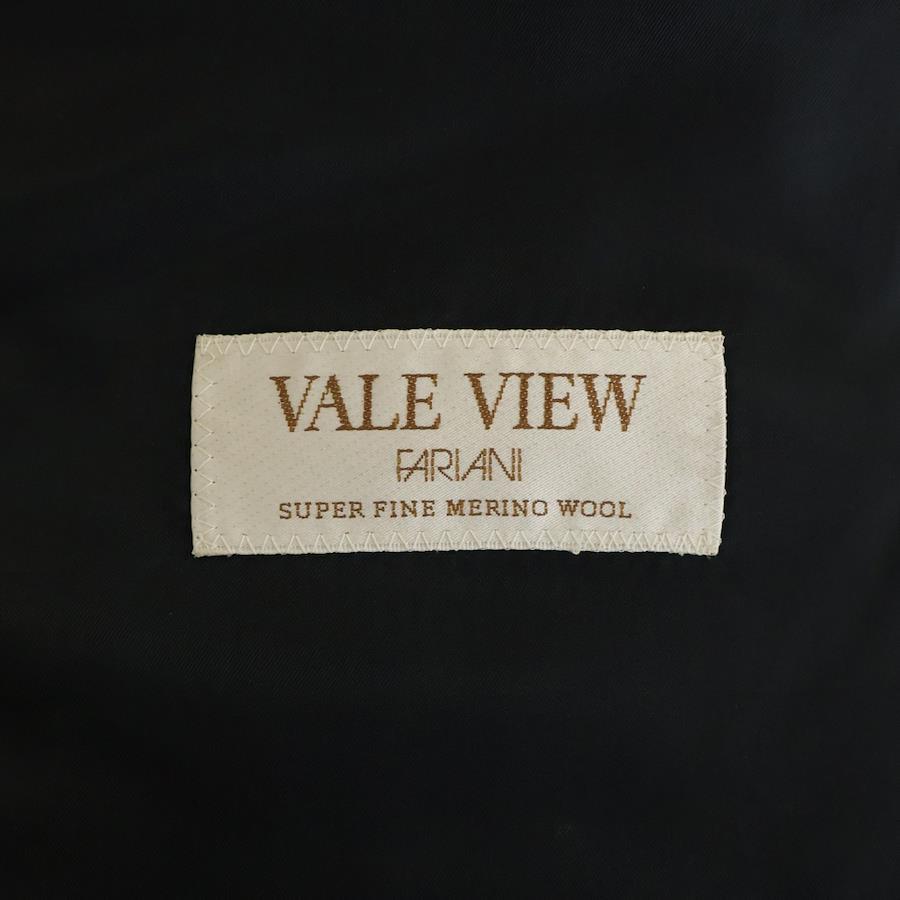 VALE VIEW
FARIANI
SUPER FINE MERINO WOOL